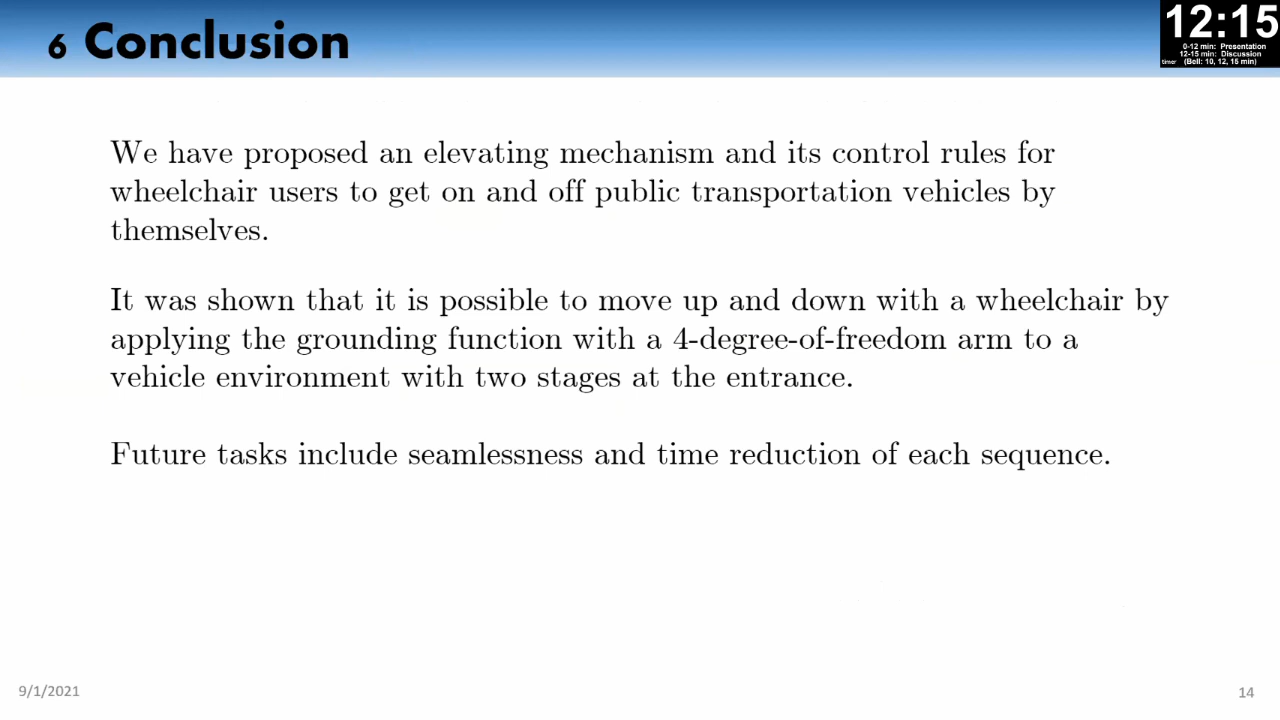 6 Conclusion
12:15
0-12 min: Presentation
12-15 min: Discussion
timer (Bell: 10, 12, 15 min)
We have proposed an elevating mechanism and its control rules for
wheelchair users to get on and off public transportation vehicles by
themselves.
It was shown that it is possible to move up and down with a wheelchair by
applying the grounding function with a 4-degree-of-freedom arm to a
vehicle environment with two stages at the entrance.
Future tasks include seamlessness and time reduction of each sequence.
9/1/2021
14